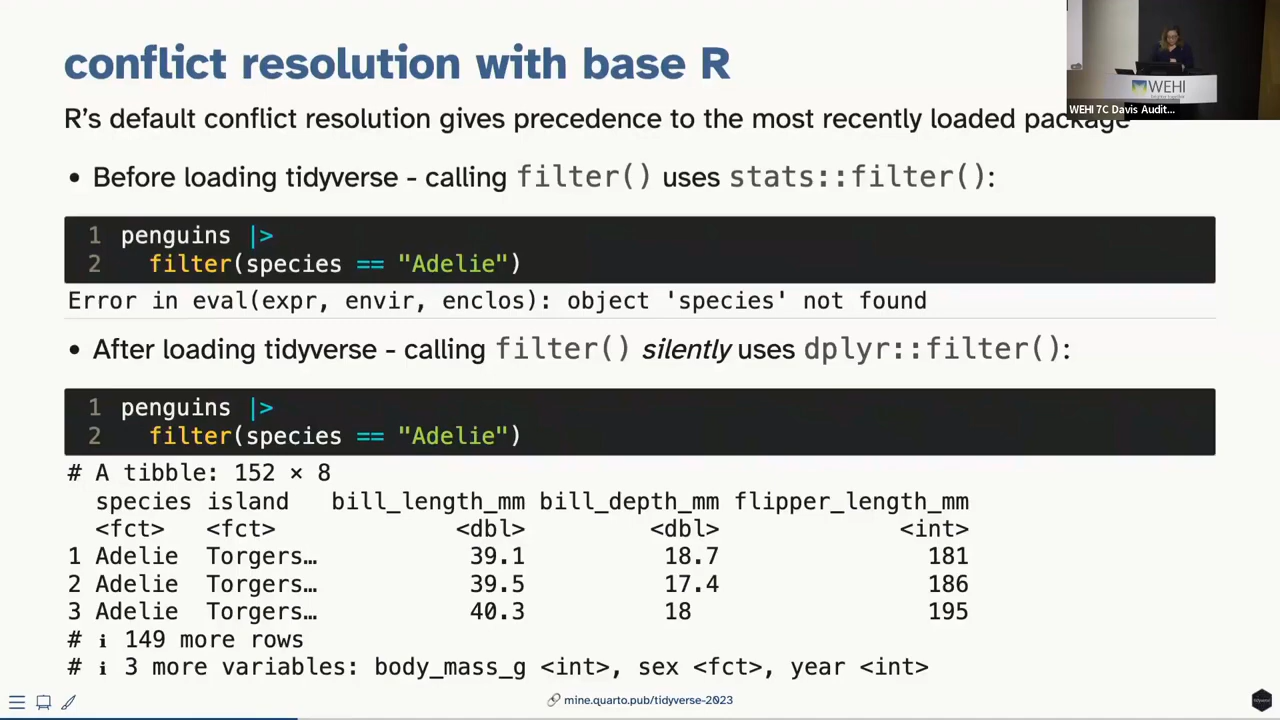 conflict resolution with base R
R's default conflict resolution gives precedence to the most recently loaded package
WEHI
WEHI 7C Davis Audit...
• Before loading tidyverse - calling filter() uses stats::filter():
1 penguins |>
2 filter(species == "Adelie")
Error in eval(expr, envir, enclos): object 'species' not found
• After loading tidyverse - calling filter() silently uses dplyr::filter():
1 penguins |>
2 filter(species == "Adelie")
# A tibble: 152 × 8
species island bill_length_mm bill_depth_mm flipper_length_mm
<fct> <fct> <dbl> <dbl> <int>
1 Adelie Torgers… 39.1 18.7 181
2 Adelie Torgers… 39.5 17.4 186
3 Adelie Torgers… 40.3 18 195
# ℹ 149 more rows
# ℹ 3 more variables: body_mass_g <int>, sex <fct>, year <int>
mine.quarto.pub/tidyverse-2023